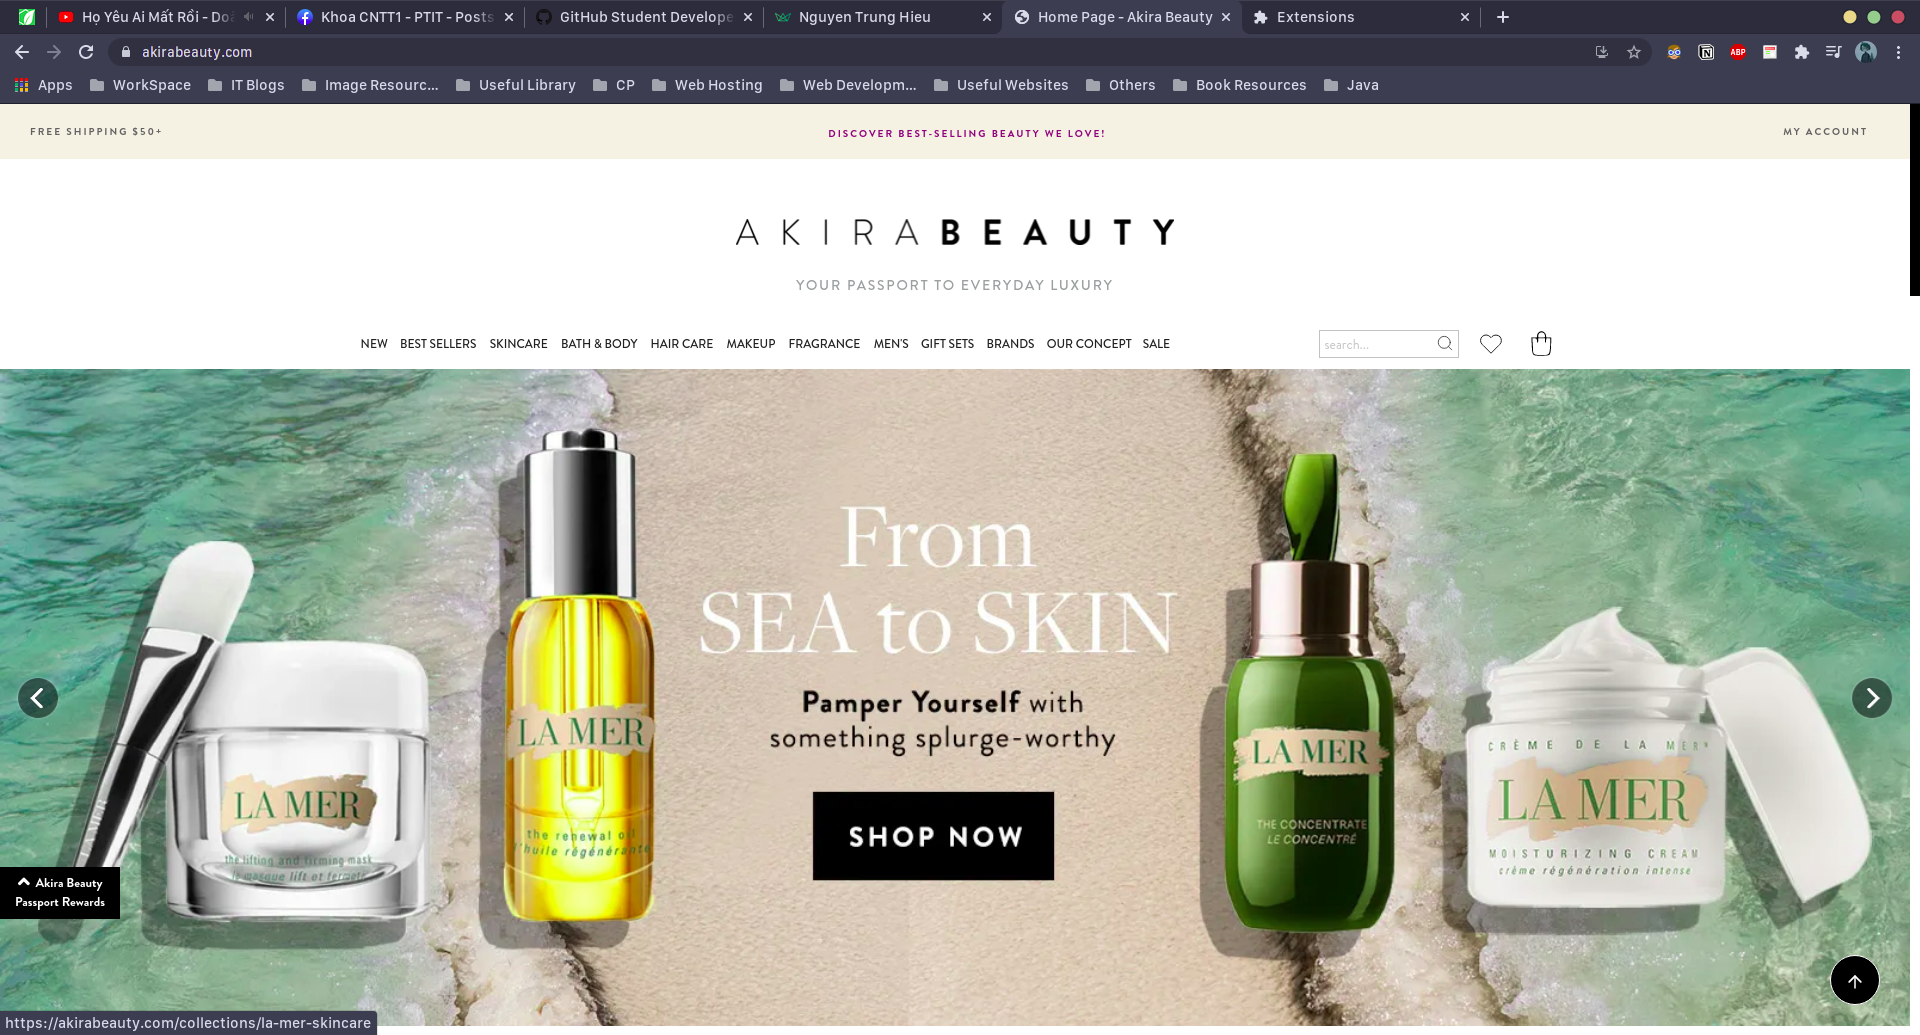 Họ Yêu Ai Mất Rồi - Doà
Khoa CNTT1 - PTIT - Posts
GitHub Student Develope
Nguyen Trung Hieu
Home Page - Akira Beauty
Extensions
akirabeauty.com
ABP
Apps
WorkSpace
IT Blogs
Image Resourc...
Useful Library
CP
Web Hosting
Web Developm...
Useful Websites
Others
Book Resources
Java
FREE SHIPPING $50+
DISCOVER BEST-SELLING BEAUTY WE LOVE!
MY ACCOUNT
AKIRABEAUTY
YOUR PASSPORT TO EVERYDAY LUXURY
NEW BEST SELLERS SKINCARE BATH & BODY HAIR CARE MAKEUP FRAGRANCE MEN'S GIFT SETS BRANDS OUR CONCEPT SALE
search...
From
SEA to SKIN
Pamper Yourself with
something splurge-worthy
SHOP NOW
LA MER
the lifting and firming mask
le masque lift et fermeté
LA MER
the renewal oil
l'huile régénérante
LA MER
THE CONCENTRATE
LE CONCENTRÉ
CRÈME DE LA MER
LA MER
MOISTURIZING CREAM
crème régénération intense
Akira Beauty
Passport Rewards
https://akirabeauty.com/collections/la-mer-skincare